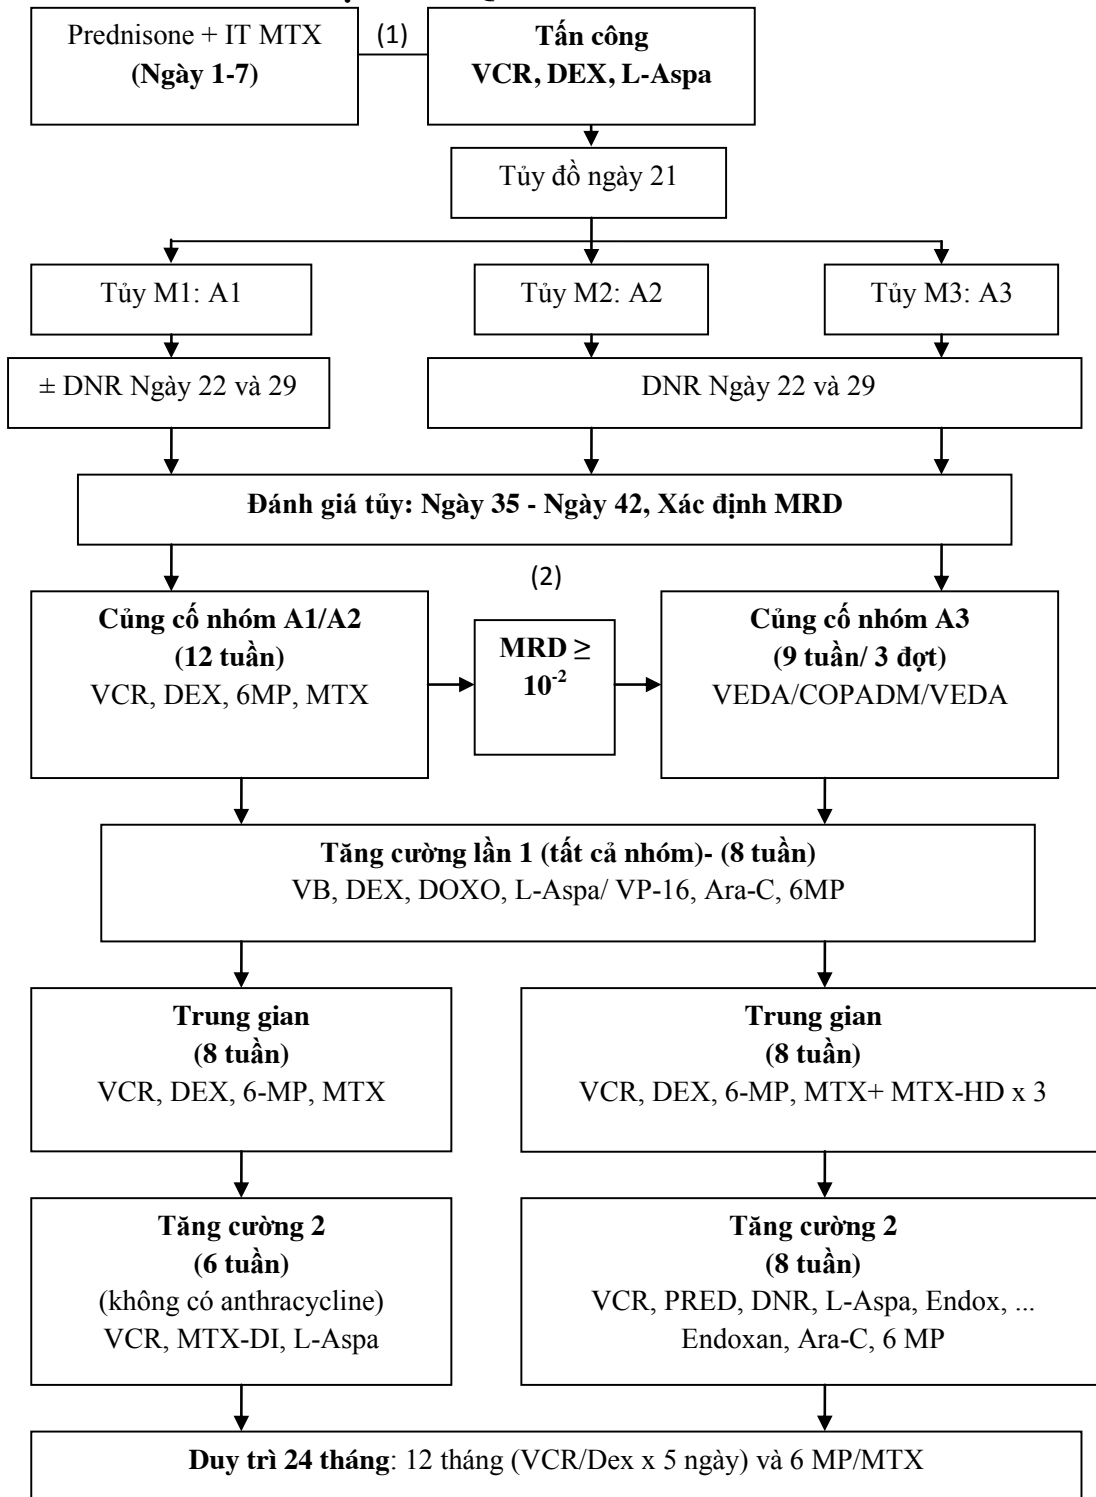 Prednisone + IT MTX
(Ngày 1-7)
(1)
Tấn công
VCR, DEX, L-Aspa
Tủy đồ ngày 21
Tủy M1: A1
Tủy M2: A2
Tủy M3: A3
± DNR Ngày 22 và 29
DNR Ngày 22 và 29
Đánh giá tủy: Ngày 35 - Ngày 42, Xác định MRD
(2)
Củng cố nhóm A1/A2
(12 tuần)
VCR, DEX, 6MP, MTX
MRD ≥
10⁻²
Củng cố nhóm A3
(9 tuần/ 3 đợt)
VEDA/COPADM/VEDA
Tăng cường lần 1 (tất cả nhóm)- (8 tuần)
VB, DEX, DOXO, L-Aspa/ VP-16, Ara-C, 6MP
Trung gian
(8 tuần)
VCR, DEX, 6-MP, MTX
Trung gian
(8 tuần)
VCR, DEX, 6-MP, MTX+ MTX-HD x 3
Tăng cường 2
(6 tuần)
(không có anthracycline)
VCR, MTX-DI, L-Aspa
Tăng cường 2
(8 tuần)
VCR, PRED, DNR, L-Aspa, Endox, ...
Endoxan, Ara-C, 6 MP
Duy trì 24 tháng: 12 tháng (VCR/Dex x 5 ngày) và 6 MP/MTX